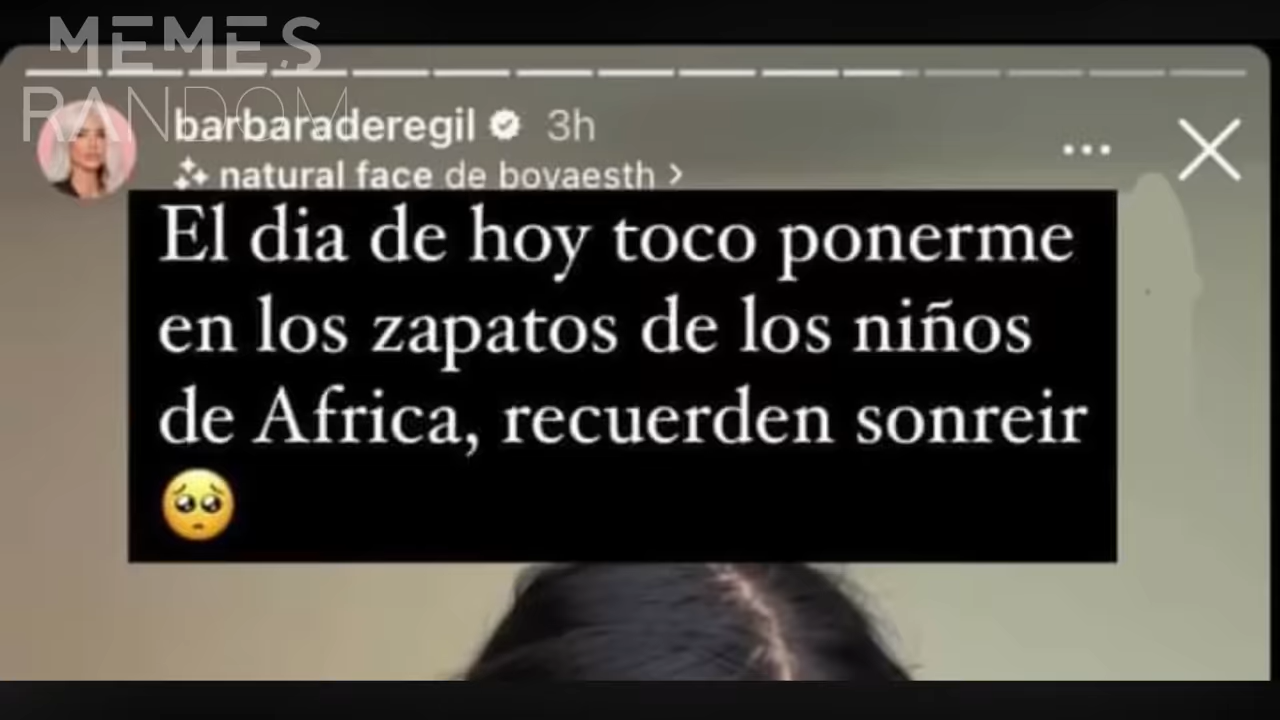 MEMES
RANDOM
barbaraderegil 3h
natural face de boyaesth >
El dia de hoy toco ponerme
en los zapatos de los niños
de Africa, recuerden sonreir
🥺